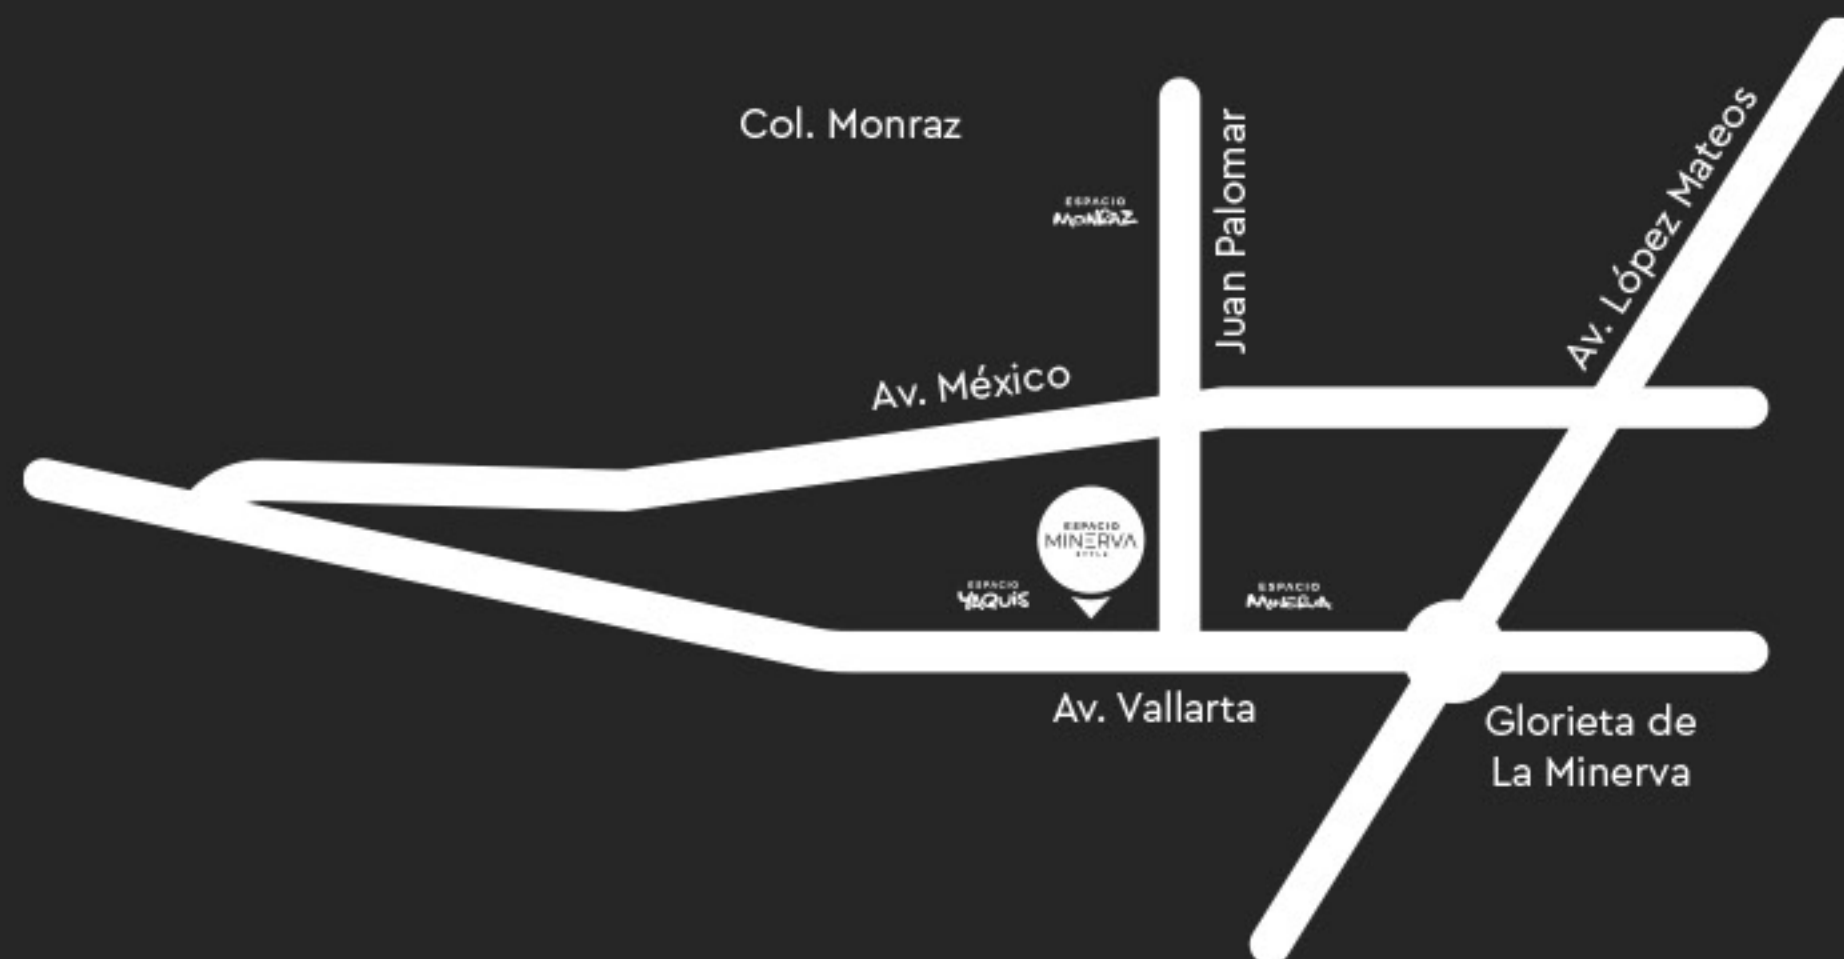 Col. Monraz
ESPACIO
MONRAZ
Juan Palomar
Av. López Mateos
Av. México
ESPACIO
MINERVA
STYLE
ESPACIO
YAQUIS
ESPACIO
MINERVA
Av. Vallarta
Glorieta de
La Minerva